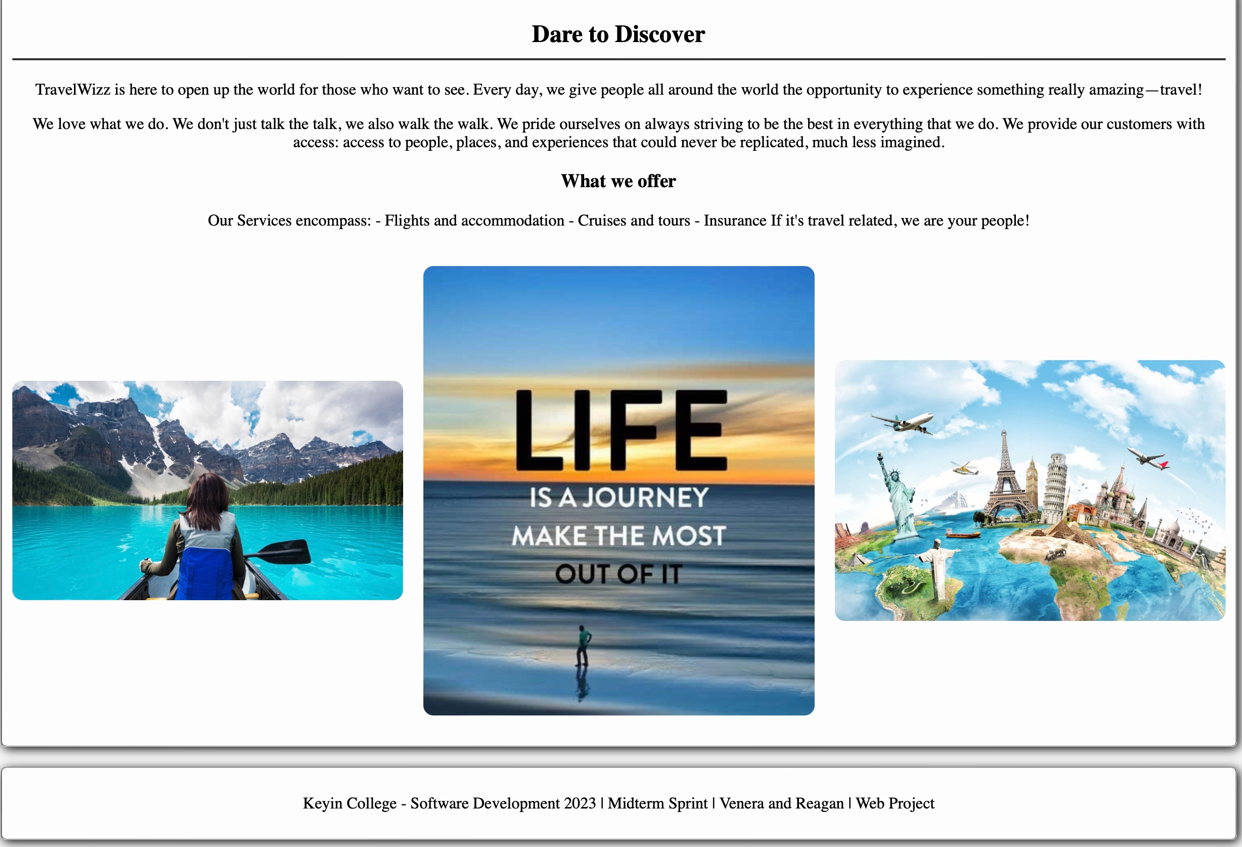 Dare to Discover
TravelWizz is here to open up the world for those who want to see. Every day, we give people all around the world the opportunity to experience something really amazing—travel!
We love what we do. We don't just talk the talk, we also walk the walk. We pride ourselves on always striving to be the best in everything that we do. We provide our customers with
access: access to people, places, and experiences that could never be replicated, much less imagined.
What we offer
Our Services encompass: - Flights and accommodation - Cruises and tours - Insurance If it's travel related, we are your people!
LIFE
IS A JOURNEY
MAKE THE MOST
OUT OF IT
Keyin College - Software Development 2023 | Midterm Sprint | Venera and Reagan | Web Project